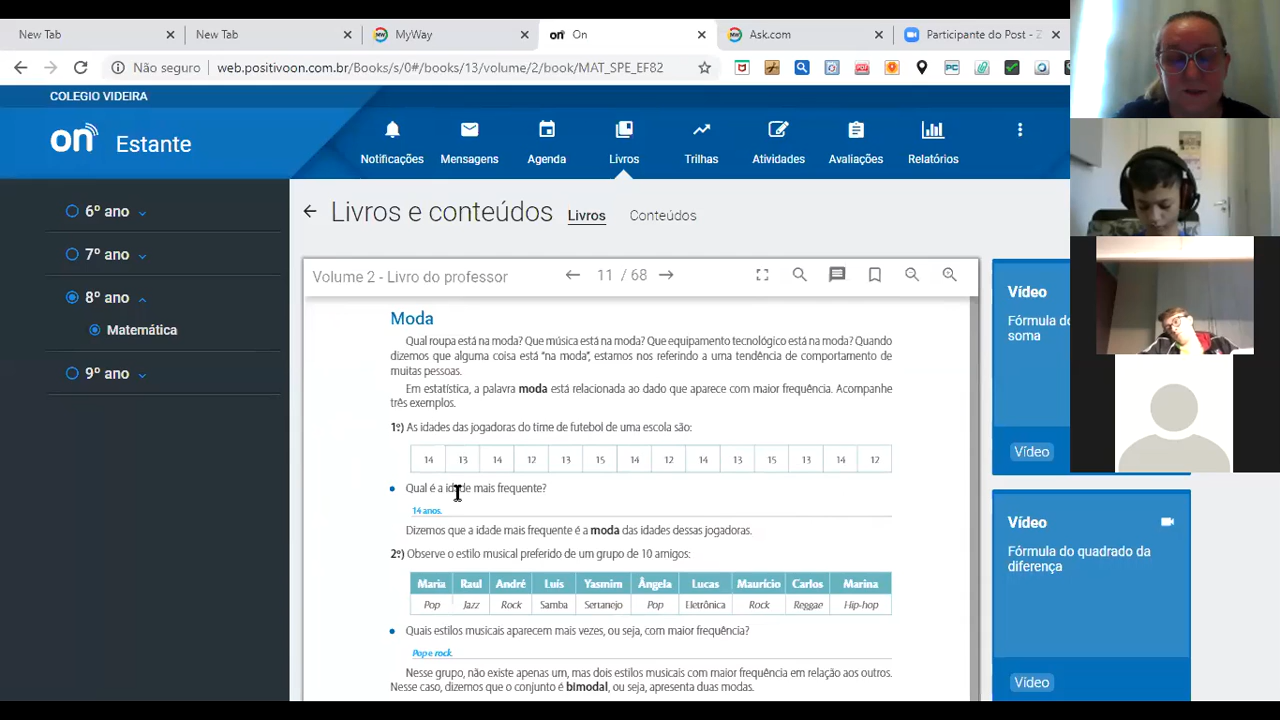 New Tab
New Tab
MyWay
On
Ask.com
Participante do Post - Z
Não seguro
web.positivoon.com.br/Books/s/0#/books/13/volume/2/book/MAT_SPE_EF82
COLEGIO VIDEIRA
on Estante
Notificações
Mensagens
Agenda
Livros
Trilhas
Atividades
Avaliações
Relatórios
6º ano
7º ano
8º ano
Matemática
9º ano
Livros e conteúdos
Livros
Conteúdos
Volume 2 - Livro do professor
11 / 68
Moda
Qual roupa está na moda? Que música está na moda? Que equipamento tecnológico está na moda? Quando
dizemos que alguma coisa está "na moda", estamos nos referindo a uma tendência de comportamento de
muitas pessoas.
Em estatística, a palavra moda está relacionada ao dado que aparece com maior frequência. Acompanhe
três exemplos.
1º) As idades das jogadoras do time de futebol de uma escola são:
14 13 14 12 13 15 14 12 14 13 15 13 14 12
Qual é a idade mais frequente?
14 anos.
Dizemos que a idade mais frequente é a moda das idades dessas jogadoras.
2º) Observe o estilo musical preferido de um grupo de 10 amigos:
Maria Raul André Luís Yasmim Ângela Lucas Maurício Carlos Marina
Pop Jazz Rock Samba Sertanejo Pop Eletrônica Rock Reggae Hip-hop
Quais estilos musicais aparecem mais vezes, ou seja, com maior frequência?
Pop e rock.
Nesse grupo, não existe apenas um, mas dois estilos musicais com maior frequência em relação aos outros.
Nesse caso, dizemos que o conjunto é bimodal, ou seja, apresenta duas modas.
Vídeo
Fórmula do
soma
Vídeo
Vídeo
Fórmula do quadrado da
diferença
Vídeo